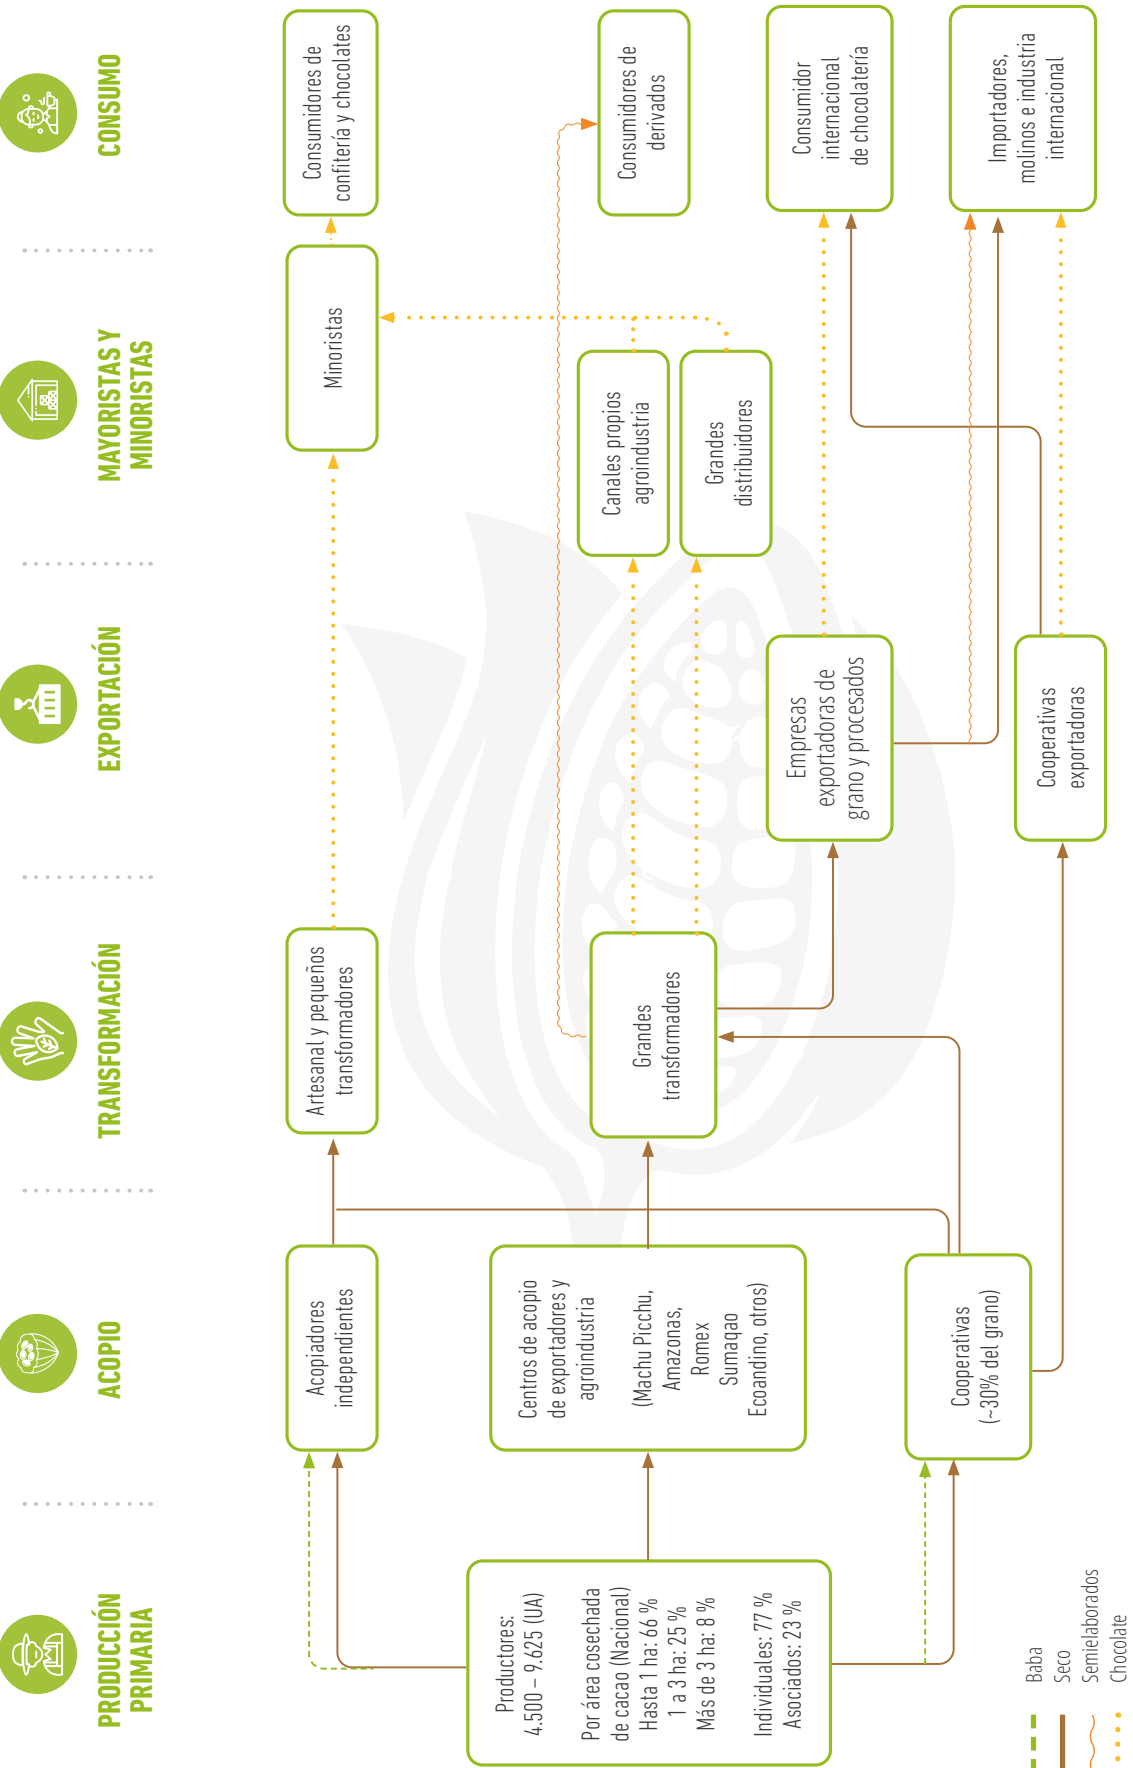 PRODUCCIÓN
PRIMARIA
ACOPIO
TRANSFORMACIÓN
EXPORTACIÓN
MAYORISTAS Y
MINORISTAS
CONSUMO
Productores:
4.500 – 9.625 (UA)
Por área cosechada
de cacao (Nacional)
Hasta 1 ha: 66 %
1 a 3 ha: 25 %
Más de 3 ha: 8 %
Individuales: 77 %
Asociados: 23 %
Acopiadores
independientes
Centros de acopio
de exportadores y
agroindustria
(Machu Picchu,
Amazonas,
Romex
Sumaqao
Ecoandino, otros)
Cooperativas
(~30% del grano)
Artesanal y pequeños
transformadores
Grandes
transformadores
Empresas
exportadoras de
grano y procesados
Cooperativas
exportadoras
Minoristas
Canales propios
agroindustria
Grandes
distribuidores
Consumidores de
confitería y chocolates
Consumidores de
derivados
Consumidor
internacional
de chocolatería
Importadores,
molinos e industria
internacional
Baba
Seco
Semielaborados
Chocolate